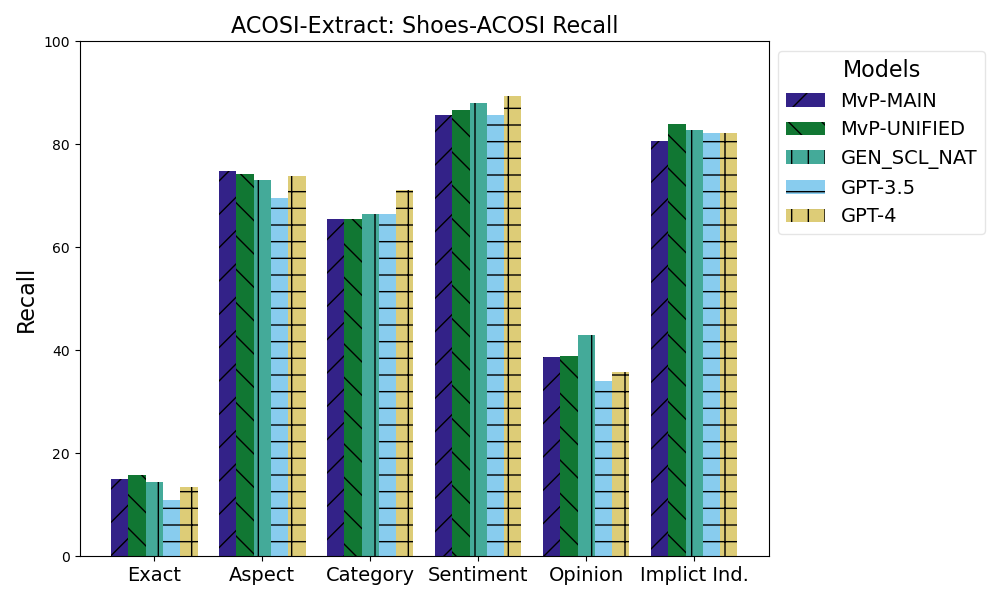 ACOSI-Extract: Shoes-ACOSI Recall
Recall
100
80
60
40
20
0
Exact
Aspect
Category
Sentiment
Opinion
Implict Ind.
Models
MvP-MAIN
MvP-UNIFIED
GEN_SCL_NAT
GPT-3.5
GPT-4